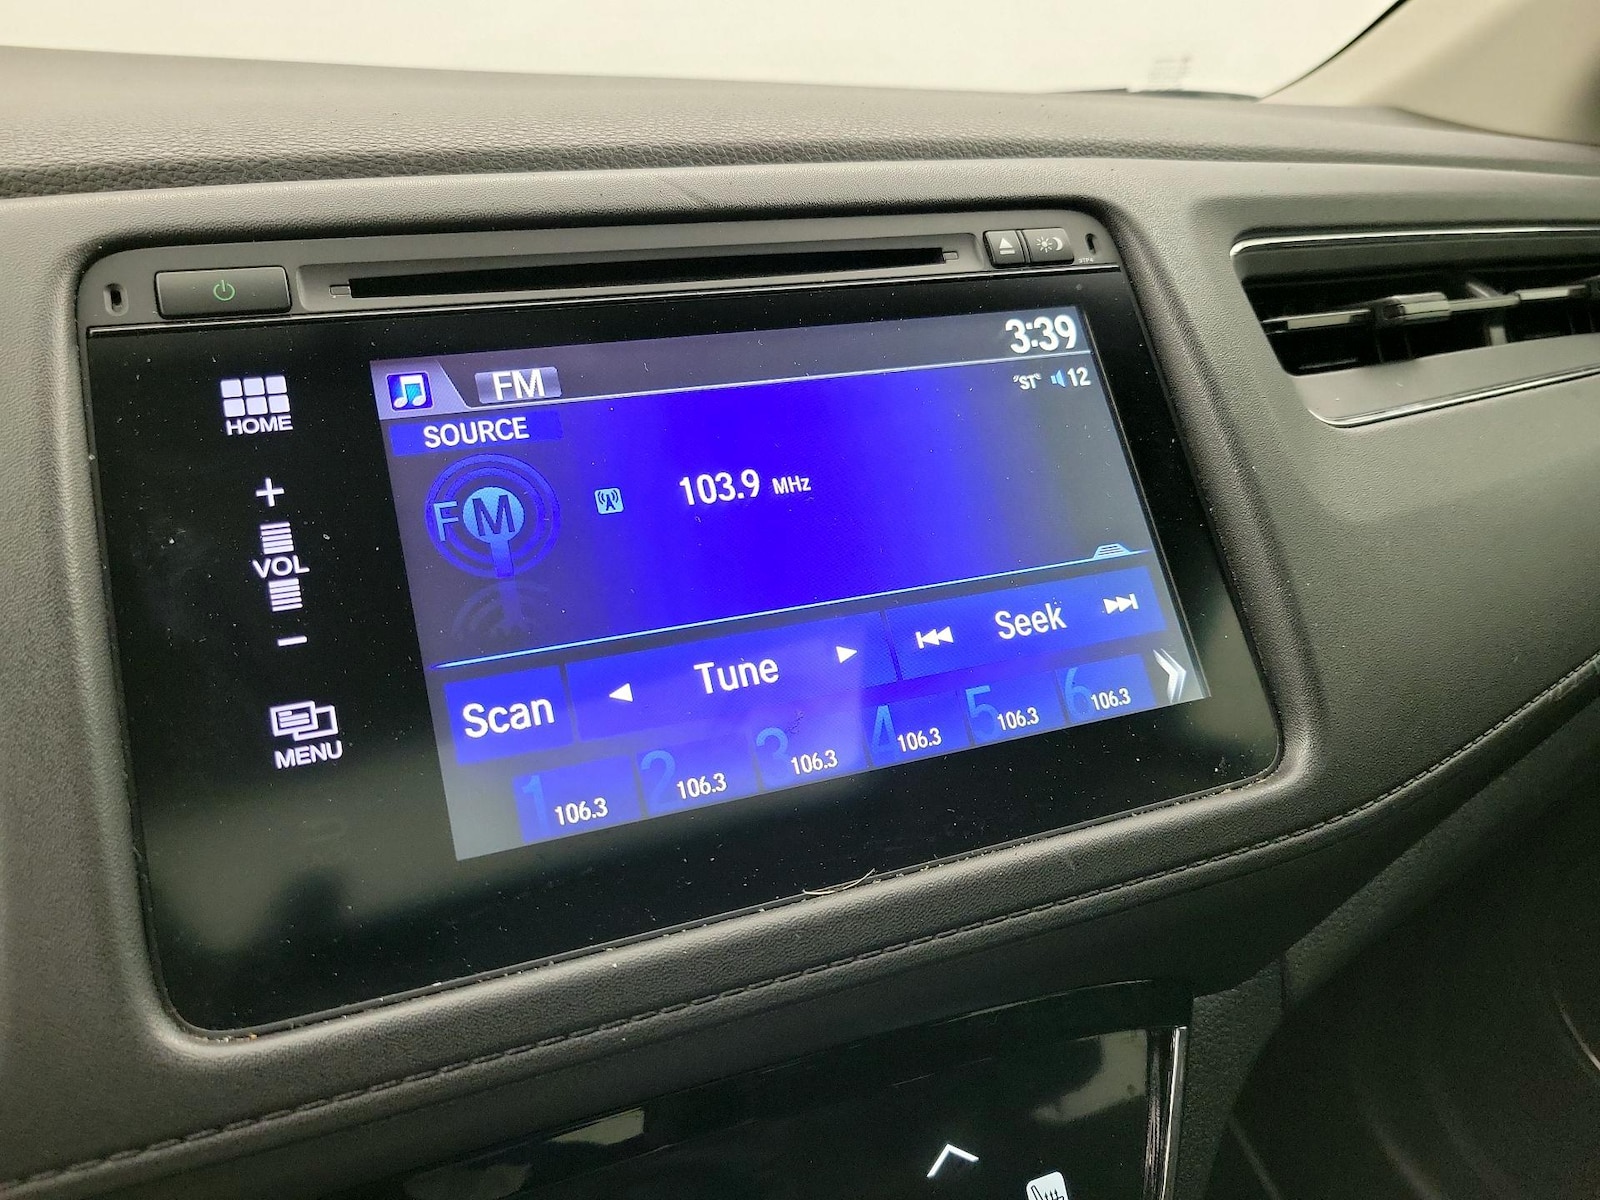 3:39
FM
"ST" 12
HOME
SOURCE
FM
103.9 MHz
+
VOL
-
Scan
Tune
Seek
MENU
1 106.3
2 106.3
3 106.3
4 106.3
5 106.3
6 106.3